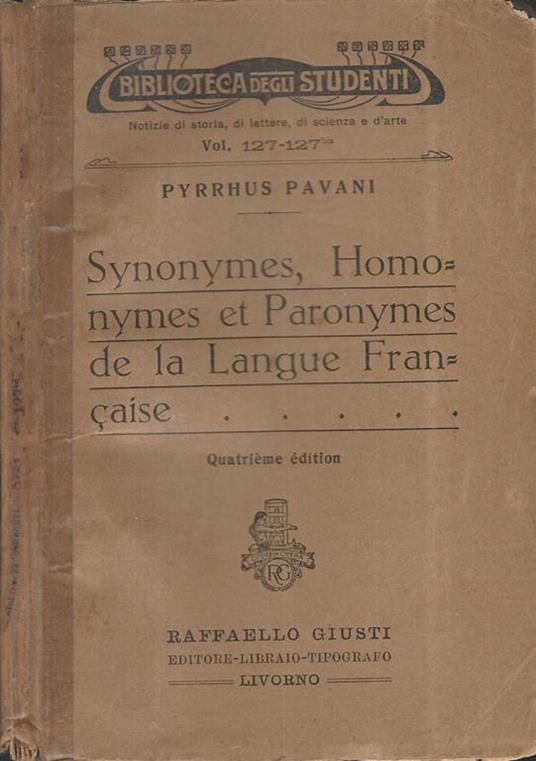 BIBLIOTECA DEGLI STUDENTI
Notizie di storia, di lettere, di scienza e d'arte
Vol. 127-127bis
PYRRHUS PAVANI
Synonymes, Homo=
nymes et Paronymes
de la Langue Fran=
çaise . . . . .
Quatrième édition
RG
RAFFAELLO GIUSTI
EDITORE-LIBRAIO-TIPOGRAFO
LIVORNO